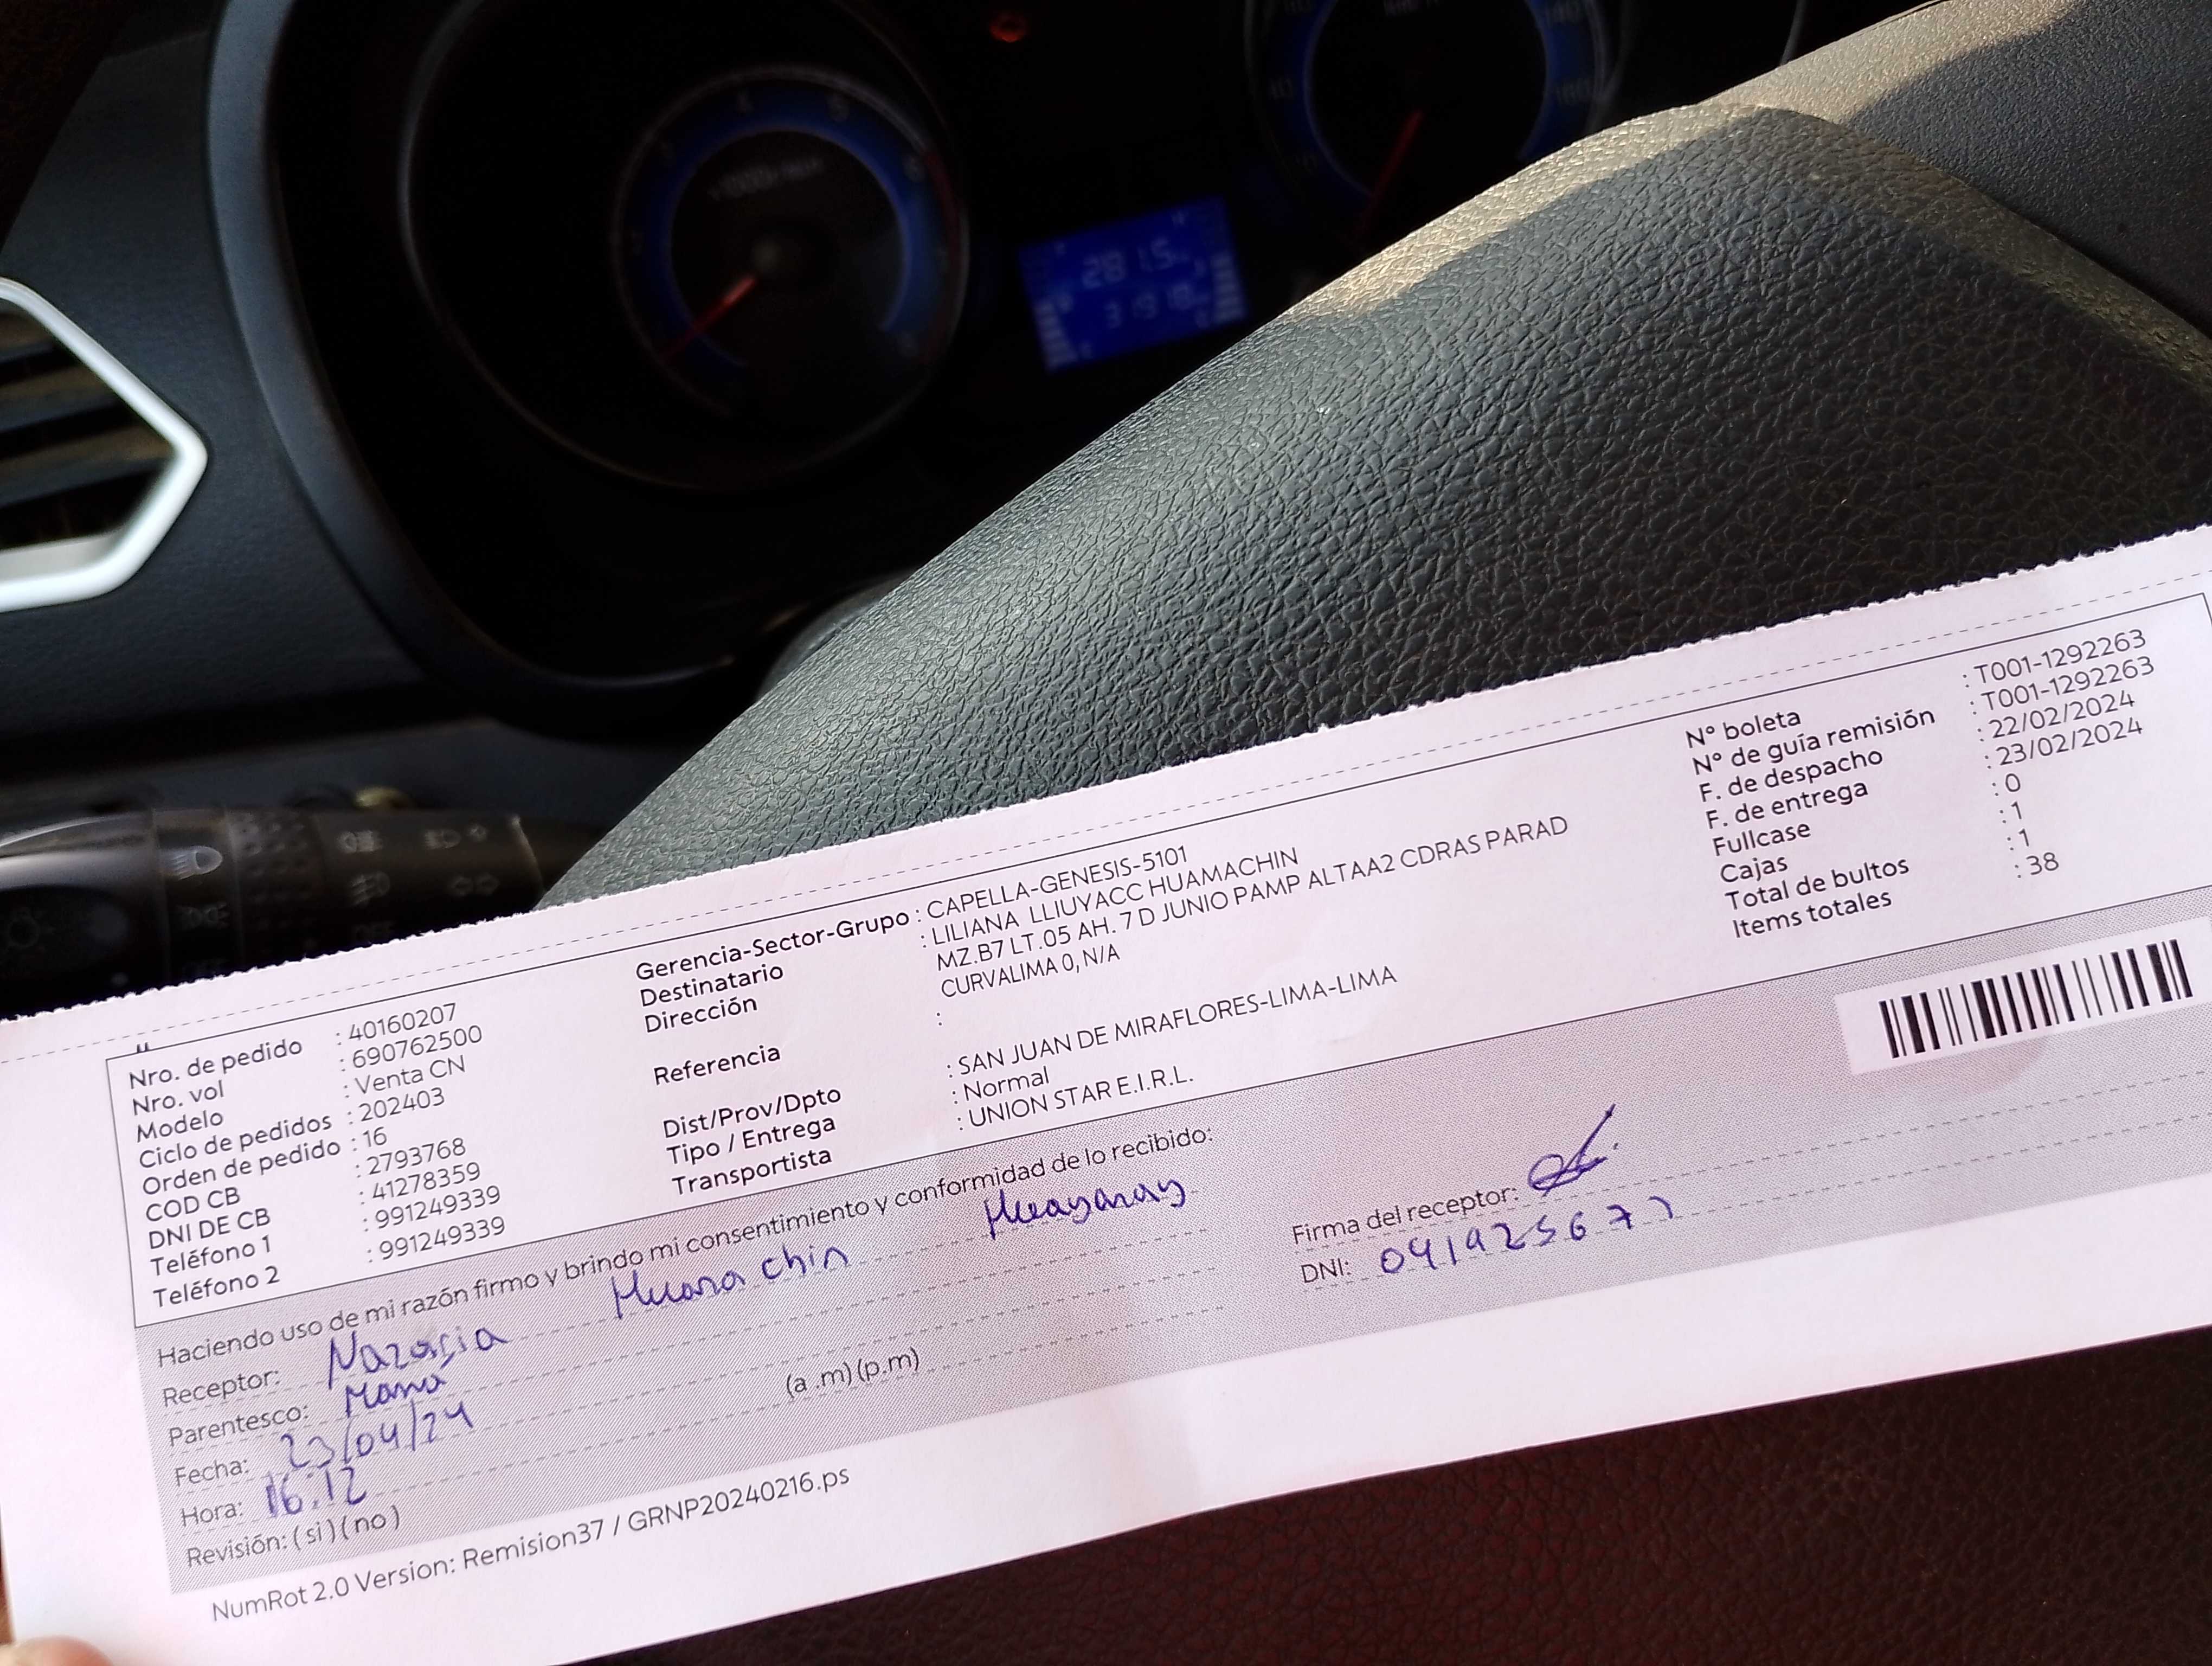 281.5
Nro. de pedido : 40160207
Nro. vol : 690762500
Modelo : Venta CN
Ciclo de pedidos : 202403
Orden de pedido : 16
COD CB : 2793768
DNI DE CB : 41278359
Teléfono 1 : 991249339
Teléfono 2 : 991249339
Gerencia-Sector-Grupo : CAPELLA-GENESIS-5101
Destinatario : LILIANA LLIUYACC HUAMACHIN
Dirección MZ.B7 LT.05 AH. 7 D JUNIO PAMP ALTAA2 CDRAS PARAD
CURVALIMA 0, N/A
Referencia :
Dist/Prov/Dpto : SAN JUAN DE MIRAFLORES-LIMA-LIMA
Tipo / Entrega : Normal
Transportista : UNION STAR E.I.R.L.
N° boleta : T001-1292263
N° de guía remisión : T001-1292263
F. de despacho : 22/02/2024
F. de entrega : 23/02/2024
Fullcase : 0
Cajas : 1
Total de bultos : 1
Items totales : 38
Haciendo uso de mi razón firmo y brindo mi consentimiento y conformidad de lo recibido:
Receptor: Huamachin
Parentesco: Mama
Fecha: 23/04/24
Hora: 16:12 (a .m) (p.m)
Revisión: ( si ) ( no )
Firma del receptor:
DNI:
NumRot 2.0 Version: Remision37 / GRNP20240216.ps